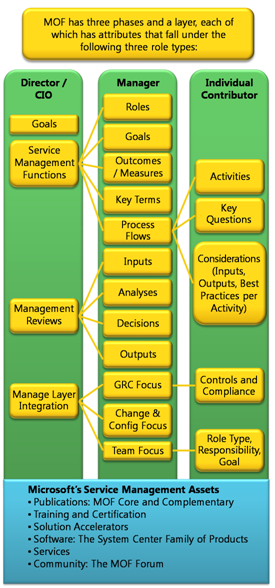 MOF has three phases and a layer, each of
which has attributes that fall under the
following three role types:
Director /
CIO
Goals
Service
Management
Functions
Management
Reviews
Manage Layer
Integration
Manager
Roles
Goals
Outcomes
/ Measures
Key Terms
Process
Flows
Inputs
Analyses
Decisions
Outputs
GRC Focus
Change &
Config Focus
Team Focus
Individual
Contributor
Activities
Key
Questions
Considerations
(Inputs,
Outputs, Best
Practices per
Activity)
Controls and
Compliance
Role Type,
Responsibility,
Goal
Microsoft's Service Management Assets
• Publications: MOF Core and Complementary
• Training and Certification
• Solution Accelerators
• Software: The System Center Family of Products
• Services
• Community: The MOF Forum